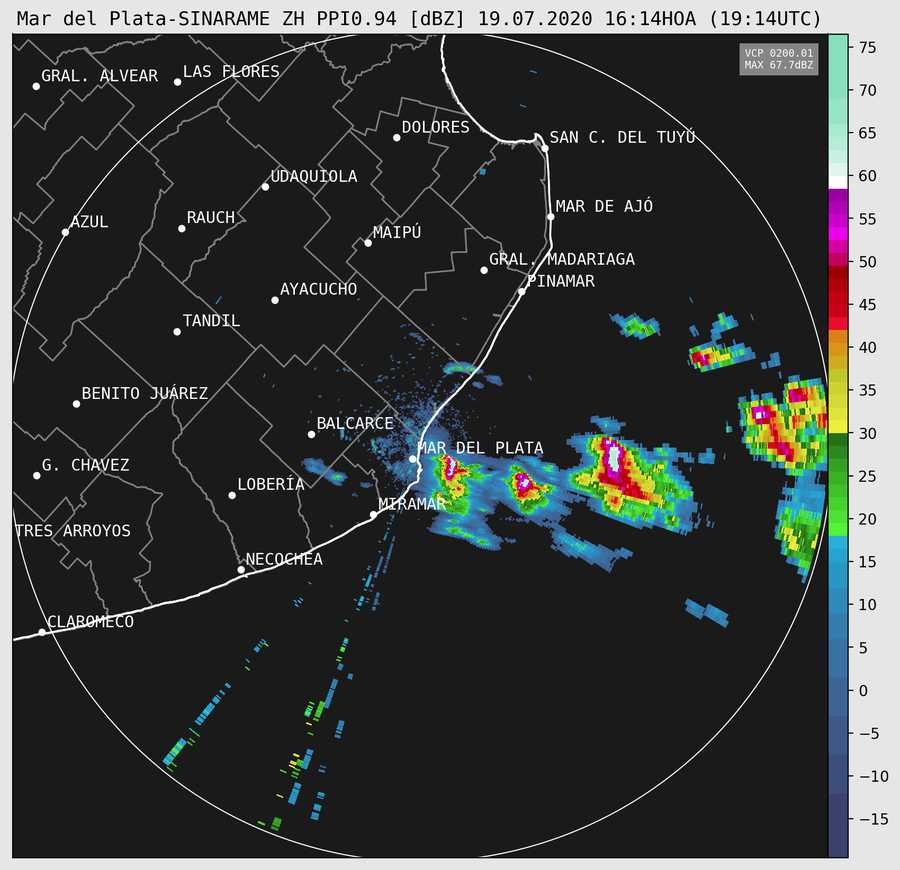 Mar del Plata-SINARAME ZH PPI0.94 [dBZ] 19.07.2020 16:14HOA (19:14UTC)
VCP 0200.01
MAX 67.7dBZ
75
GRAL. ALVEAR
LAS FLORES
70
DOLORES
65
SAN C. DEL TUYÚ
60
UDAQUIOLA
55
MAR DE AJÓ
AZUL
RAUCH
MAIPÚ
50
GRAL. MADARIAGA
PINAMAR
AYACUCHO
45
TANDIL
40
35
BENITO JUÁREZ
30
BALCARCE
MAR DEL PLATA
25
G. CHAVEZ
LOBERÍA
20
MIRAMAR
TRES ARROYOS
15
NECOCHEA
10
CLAROMECO
5
0
−5
−10
−15